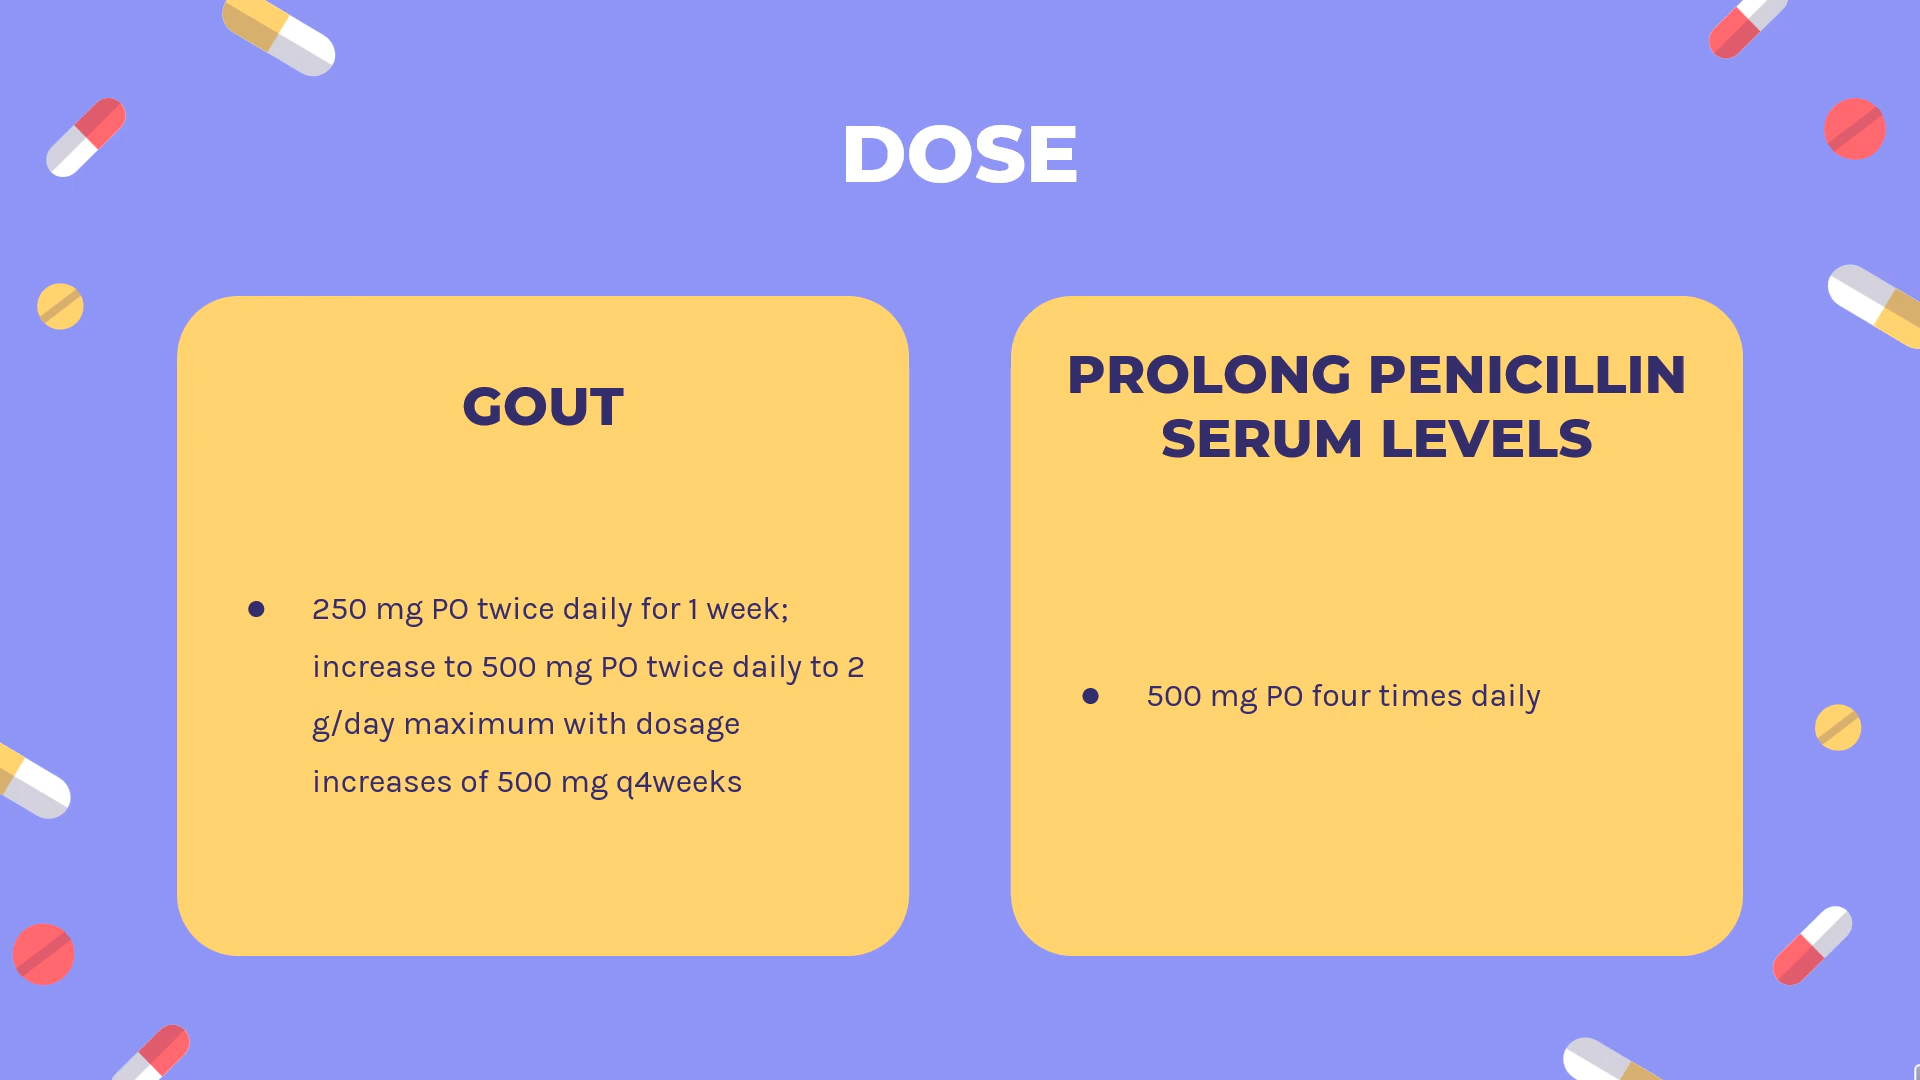 DOSE
GOUT
● 250 mg PO twice daily for 1 week;
increase to 500 mg PO twice daily to 2
g/day maximum with dosage
increases of 500 mg q4weeks
PROLONG PENICILLIN
SERUM LEVELS
● 500 mg PO four times daily